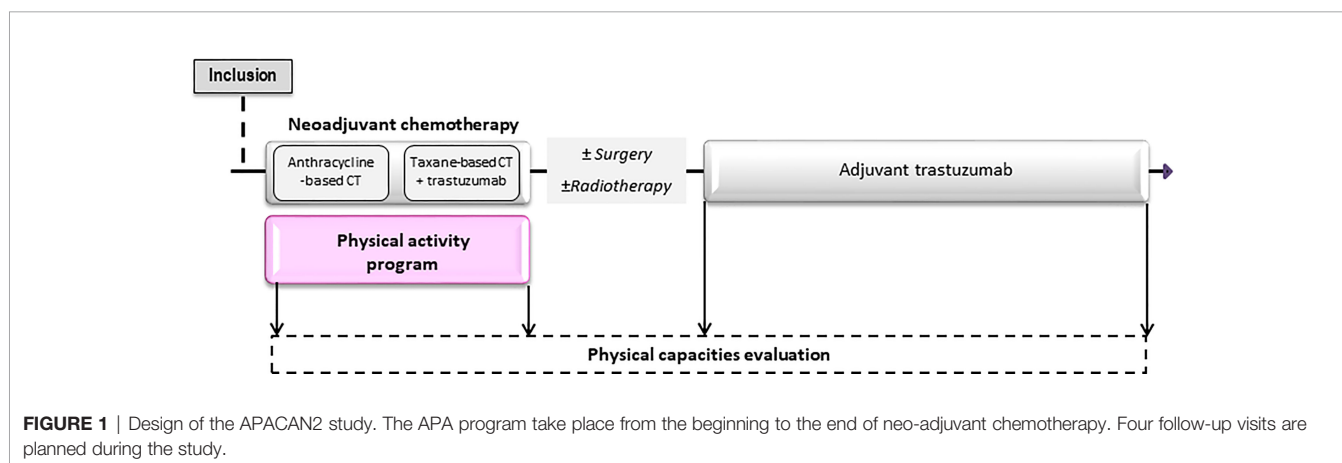 Inclusion
Neoadjuvant chemotherapy
Anthracycline
-based CT
Taxane-based CT
+ trastuzumab
± Surgery
±Radiotherapy
Adjuvant trastuzumab
Physical activity
program
Physical capacities evaluation
FIGURE 1 | Design of the APACAN2 study. The APA program take place from the beginning to the end of neo-adjuvant chemotherapy. Four follow-up visits are
planned during the study.